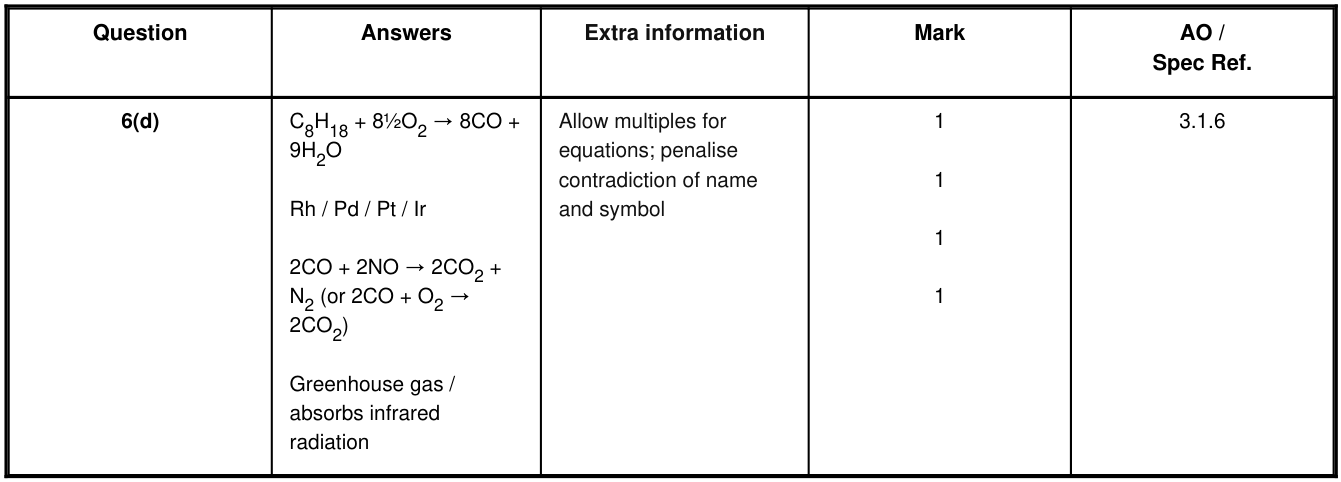 Question Answers Extra information Mark AO /
Spec Ref.
6(d)
C8H18 + 8½O2 → 8CO +
9H2O
Rh / Pd / Pt / Ir
2CO + 2NO → 2CO2 +
N2 (or 2CO + O2 →
2CO2)
Greenhouse gas /
absorbs infrared
radiation
Allow multiples for
equations; penalise
contradiction of name
and symbol
1
1
1
1
3.1.6